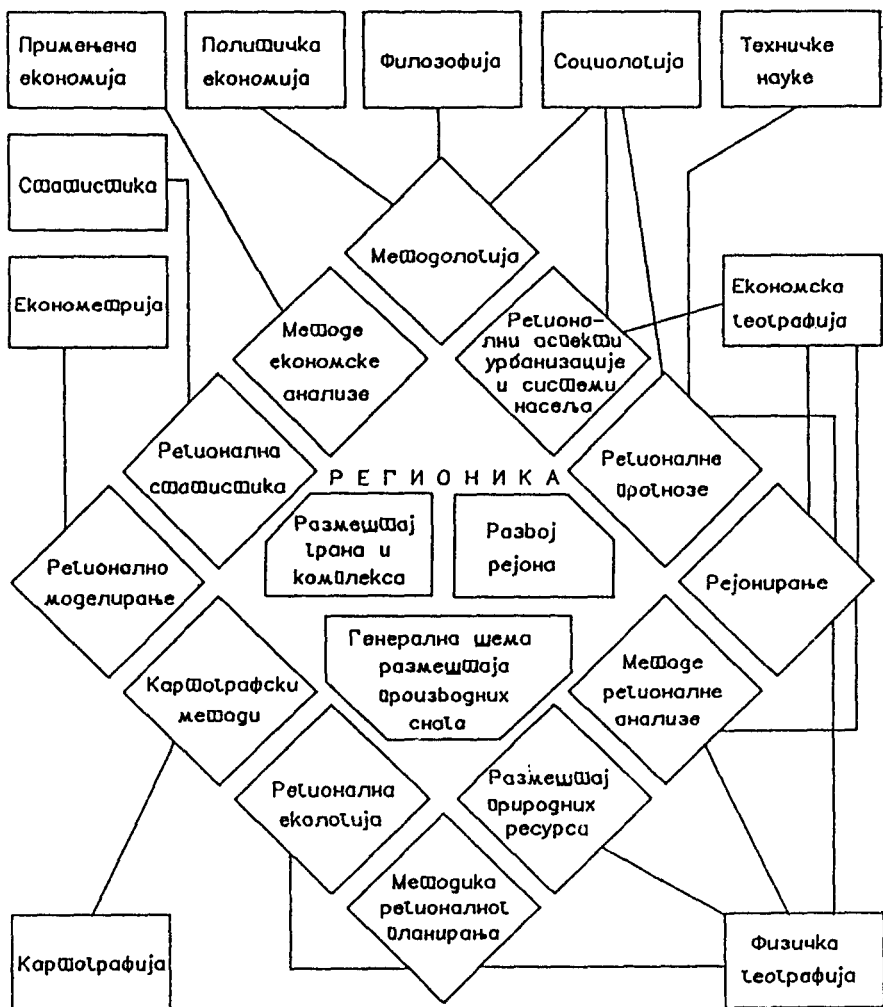 Примењена
економија
Политичка
економија
Филозофија
Социологија
Техничке
науке
Статистика
Методологија
Економетрија
Економска
географија
Методе
економске
анализе
Региона-
лни аспекти
урбанизације
и системи
насеља
Регионална
статистика
РЕГИОНИКА
Регионалне
прогнозе
Размештај
грана и
комплекса
Развој
рејона
Регионално
моделирање
Рејонирање
Генерална шема
размештаја
производних
снага
Картографски
методи
Методе
регионалне
анализе
Регионална
екологија
Размештај
природних
ресурса
Методика
регионалног
планирања
Картографија
Физичка
географија